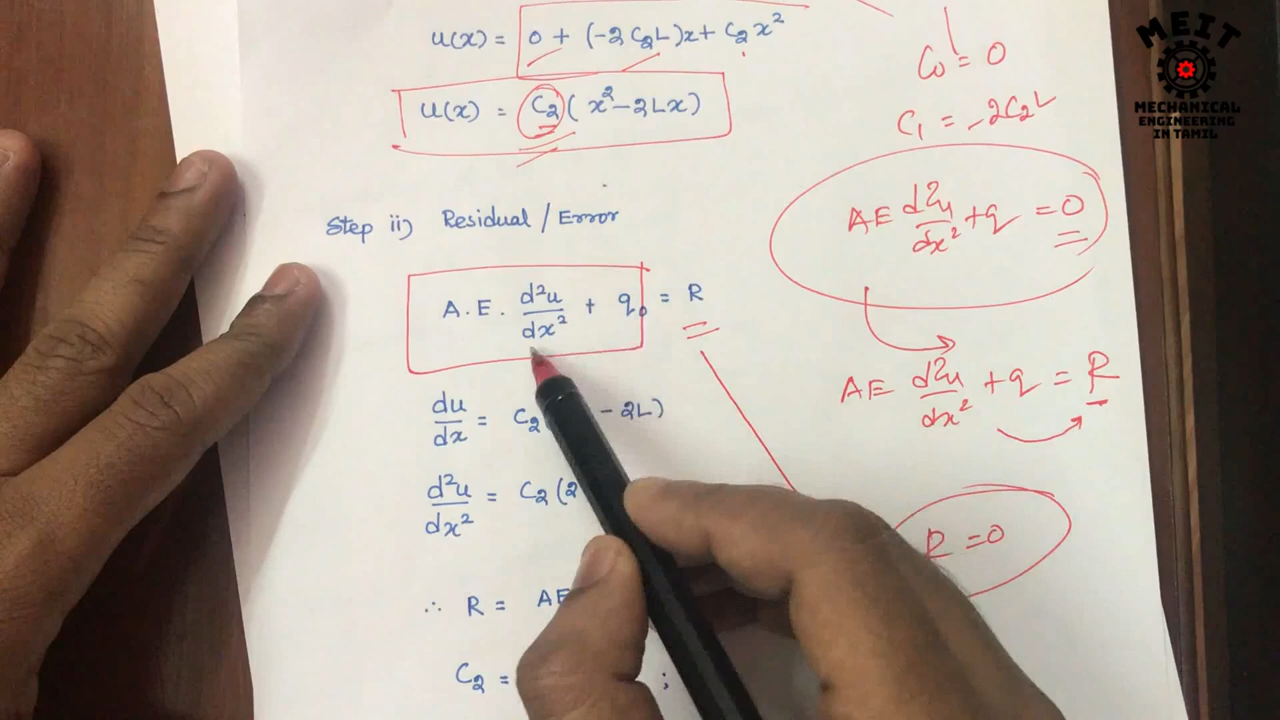 u(x) = 0 + (-2C₂L)x + C₂x²
u(x) = C₂(x² - 2Lx)
Step ii) Residual / Error
A.E. d²u/dx² + q₀ = R
du/dx = C₂ - 2L)
d²u/dx² = C₂(2
∴ R = AE
C₂ = ;
C₀ = 0
C₁ = -2C₂L
AE d²u/dx² + q = 0
AE d²u/dx² + q = R
R = 0
MEIT
MECHANICAL
ENGINEERING
IN TAMIL